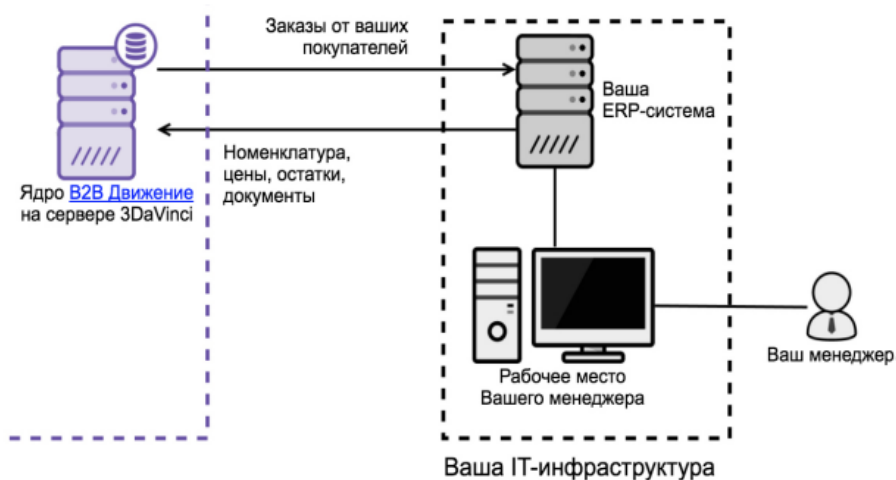 Заказы от ваших
покупателей
Ваша
ERP-система
Номенклатура,
цены, остатки,
документы
Ядро B2B Движение
на сервере 3DaVinci
Рабочее место
Вашего менеджера
Ваш менеджер
Ваша IT-инфраструктура